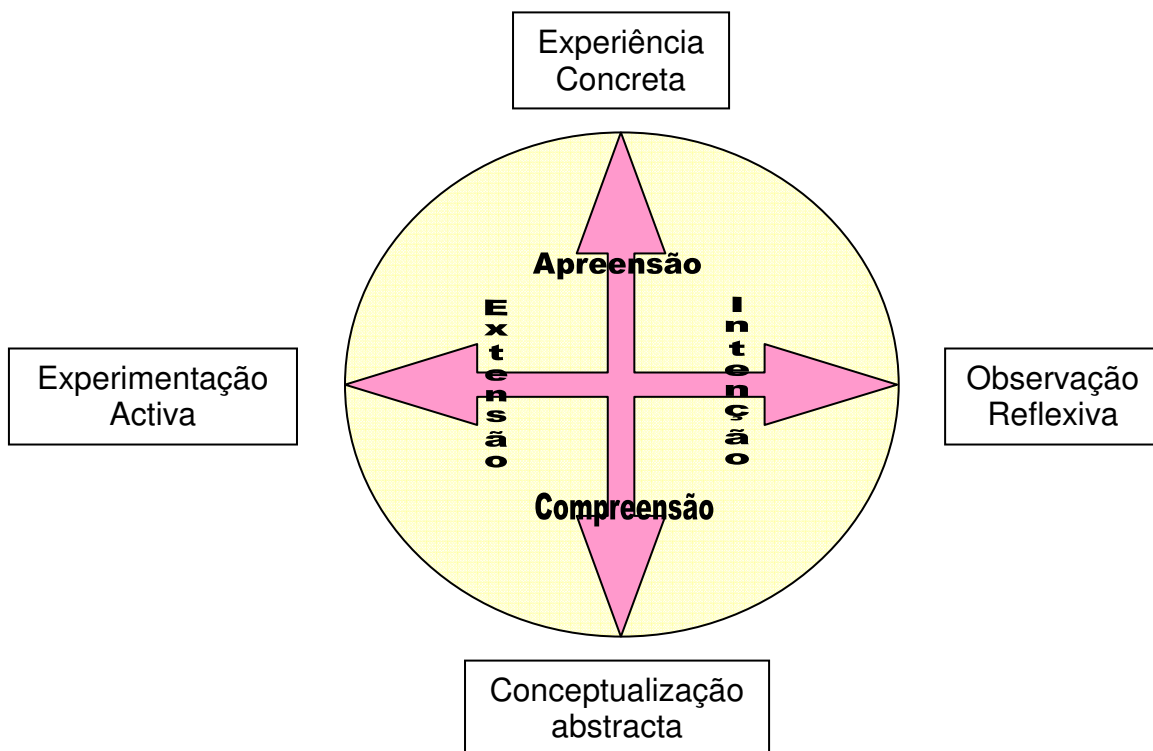 Experiência
Concreta
Apreensão
Extensão
Intenção
Experimentação
Activa
Observação
Reflexiva
Compreensão
Conceptualização
abstracta